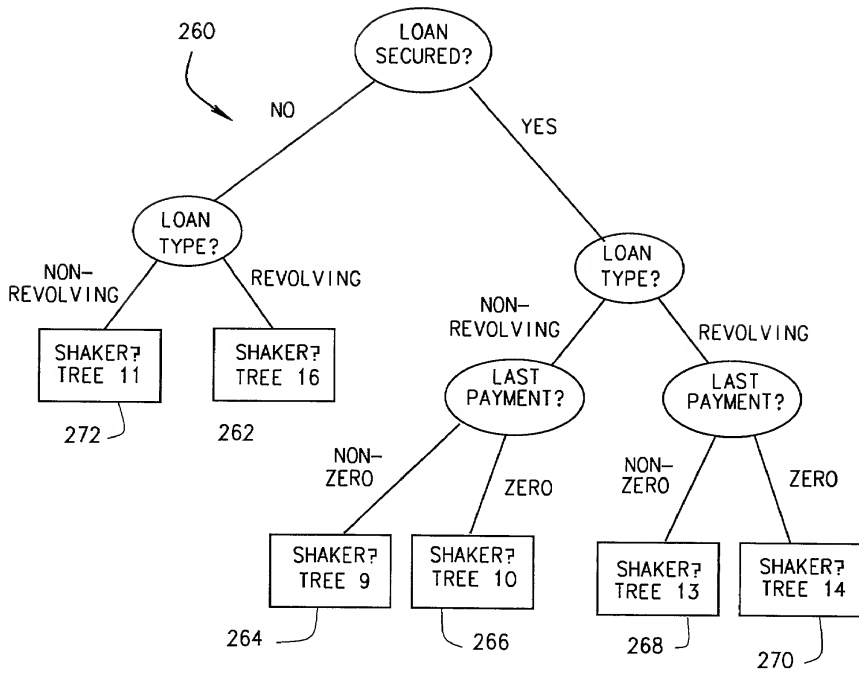 260
LOAN
SECURED?
NO
YES
LOAN
TYPE?
LOAN
TYPE?
NON-
REVOLVING
REVOLVING
NON-
REVOLVING
REVOLVING
SHAKER?
TREE 11
SHAKER?
TREE 16
LAST
PAYMENT?
LAST
PAYMENT?
272
262
NON-
ZERO
ZERO
NON-
ZERO
ZERO
SHAKER?
TREE 9
SHAKER?
TREE 10
SHAKER?
TREE 13
SHAKER?
TREE 14
264
266
268
270